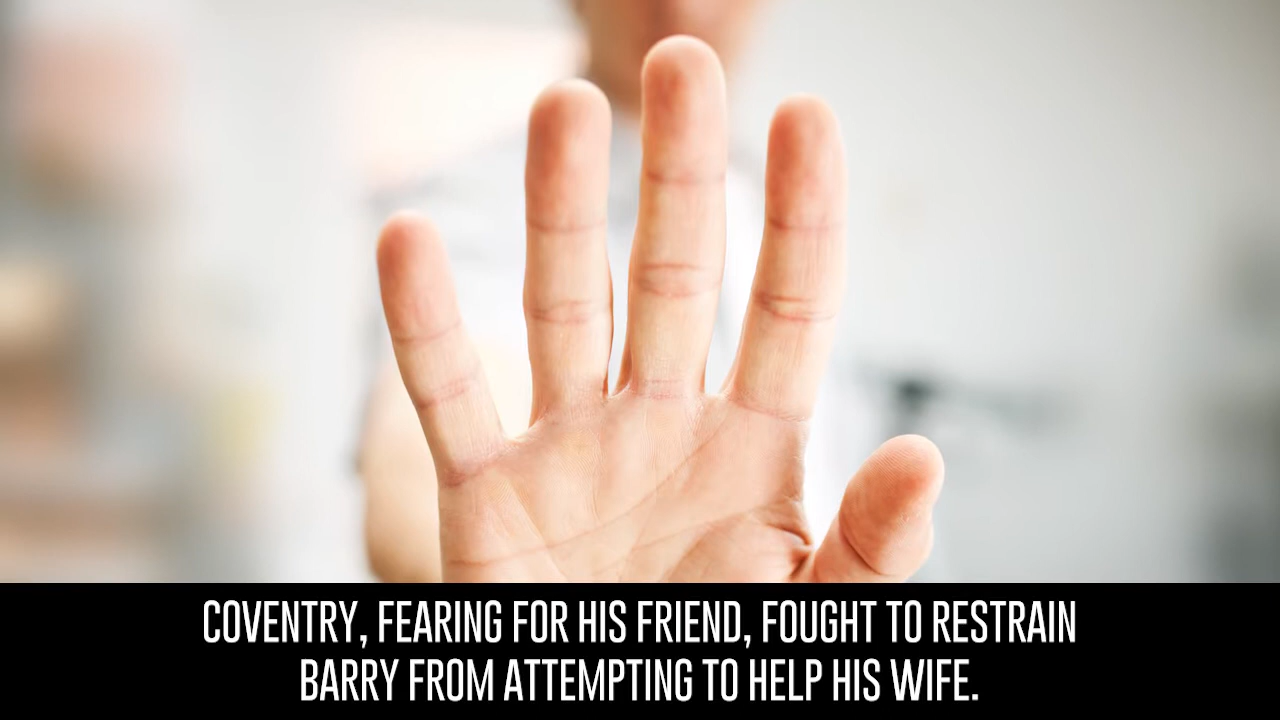 COVENTRY, FEARING FOR HIS FRIEND, FOUGHT TO RESTRAIN
BARRY FROM ATTEMPTING TO HELP HIS WIFE.